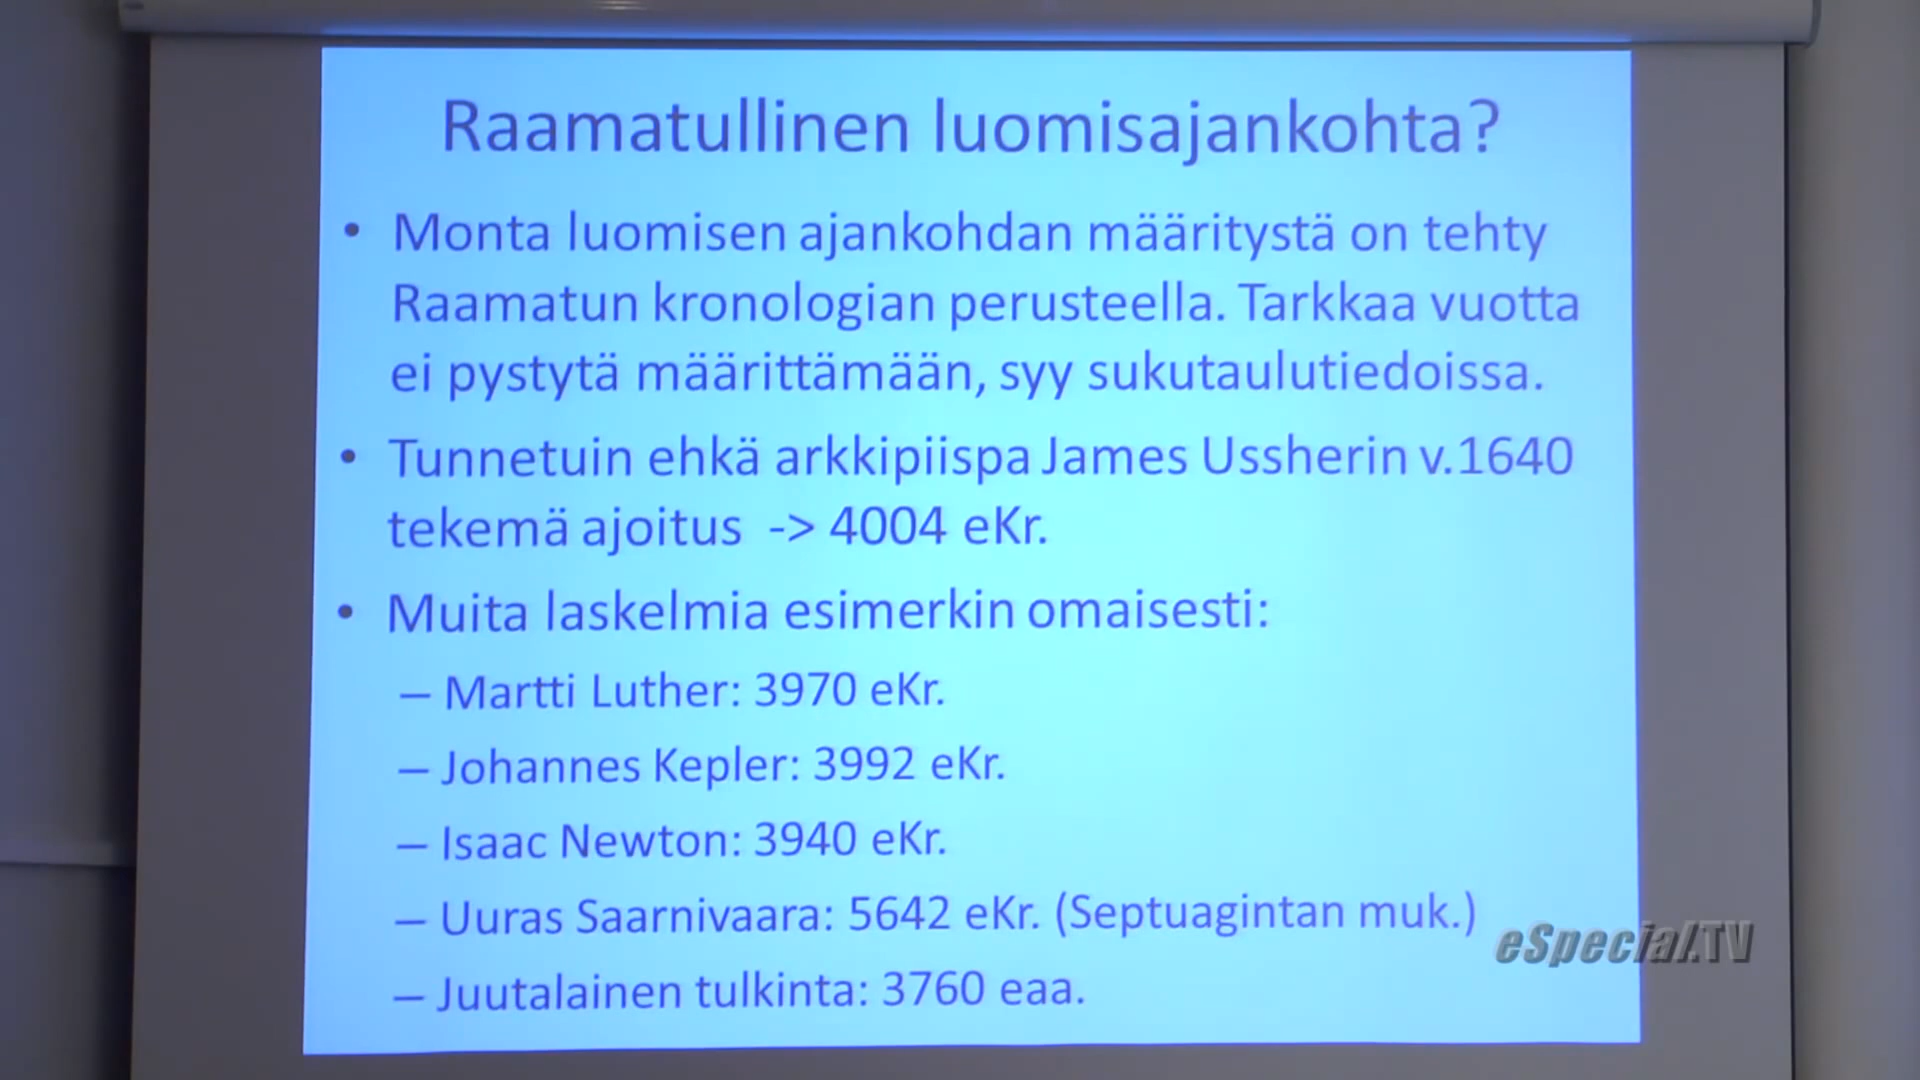 Raamatullinen luomisajankohta?
• Monta luomisen ajankohdan määritystä on tehty
Raamatun kronologian perusteella. Tarkkaa vuotta
ei pystytä määrittämään, syy sukutaulutiedoissa.
• Tunnetuin ehkä arkkipiispa James Ussherin v.1640
tekemä ajoitus -> 4004 eKr.
• Muita laskelmia esimerkin omaisesti:
– Martti Luther: 3970 eKr.
– Johannes Kepler: 3992 eKr.
– Isaac Newton: 3940 eKr.
– Uuras Saarnivaara: 5642 eKr. (Septuagintan muk.)
eSpecial.TV
– Juutalainen tulkinta: 3760 eaa.